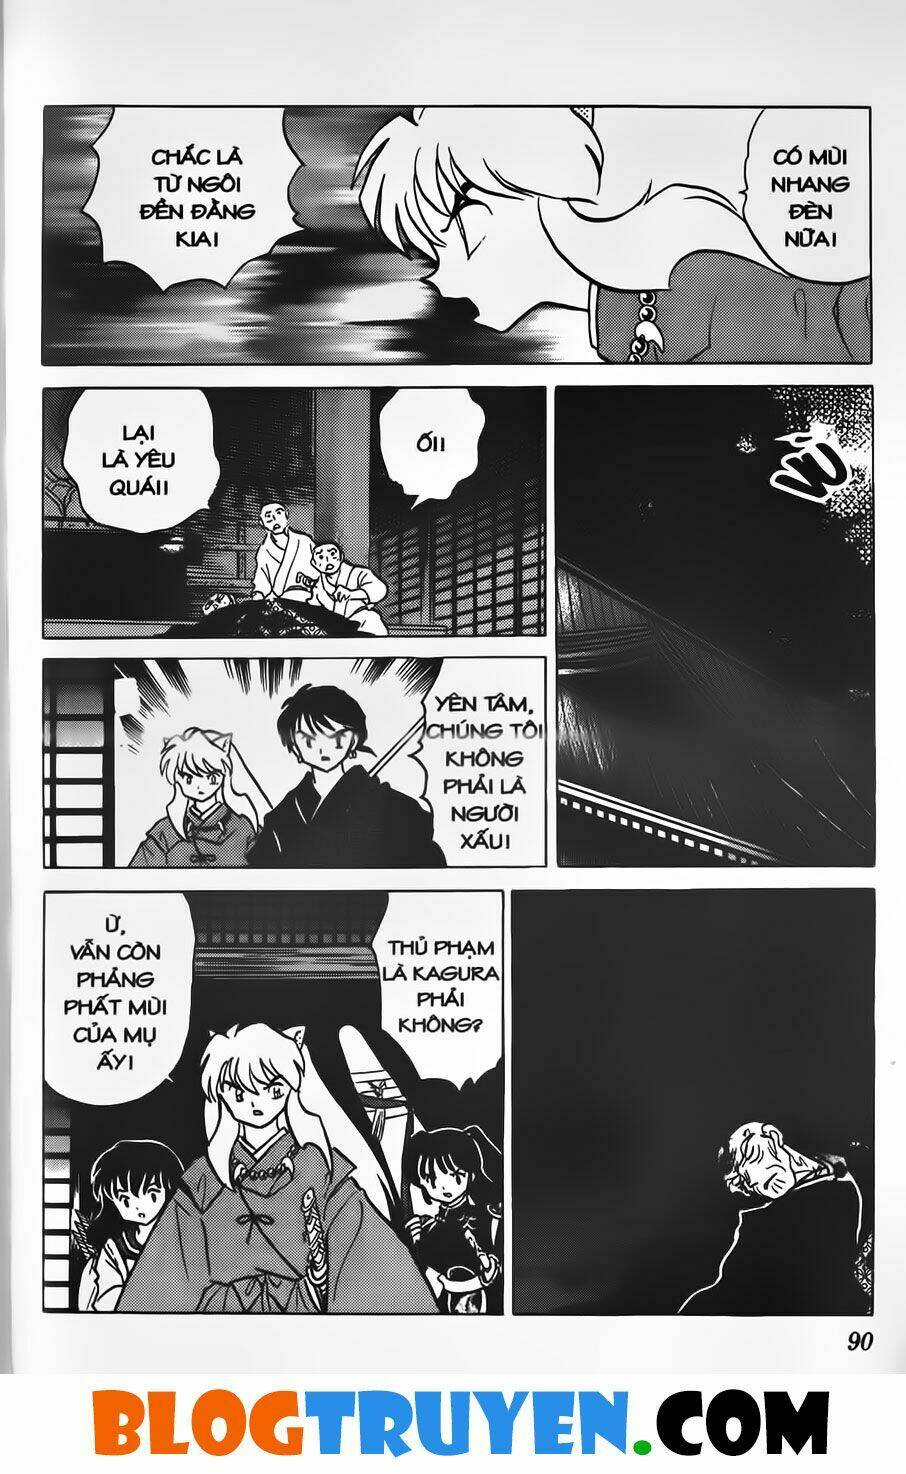 CÓ MÙI
NHANG
ĐÈN
NỮA!
CHẮC LÀ
TỪ NGÔI
ĐỀN ĐẰNG
KIA!
VÙ
ỐI!
LẠI
LÀ YÊU
QUÁI!
YÊN TÂM,
CHÚNG TÔI
KHÔNG
PHẢI LÀ
NGƯỜI
XẤU!
THỦ PHẠM
LÀ KAGURA
PHẢI
KHÔNG?
Ừ,
VẪN CÒN
PHẢNG
PHẤT MÙI
CỦA MỤ
ẤY!
90
BLOGTRUYEN.COM